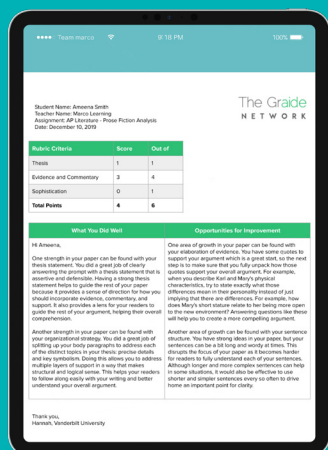 Team marco
9:18 PM
100%
The Graide
NETWORK
Student Name: Ameena Smith
Teacher Name: Marco Learning
Assignment: AP Literature - Prose Fiction Analysis
Date: December 10, 2019
Rubric Criteria Score Out of
Thesis 1 1
Evidence and Commentary 3 4
Sophistication 0 1
Total Points 4 6
What You Did Well
Hi Ameena,
One strength in your paper can be found with your
thesis statement. You did a great job of clearly
answering the prompt with a thesis statement that is
assertive and defensible. Having a strong thesis
statement helps to guide the rest of your paper
because it provides a sense of direction for how you
should incorporate evidence, commentary, and
support. It also provides a lens for your readers to
guide the rest of your argument, helping their overall
comprehension.
Another strength in your paper can be found with
your organizational strategy. You did a great job of
splitting up your body paragraphs to address each
of the distinct topics in your thesis: precise details
and key symbolism. Doing this allows you to address
multiple layers of support in a way that makes
structural and logical sense. This helps your readers
to follow along easily with your writing and better
understand your overall argument.
Opportunities for Improvement
One area of growth in your paper can be found with
your elaboration of evidence. You have some quotes to
support your argument which is a great start, so the next
step is to make sure that you fully unpack how those
quotes support your overall argument. For example,
when you describe Karl and Mary's physical
characteristics, try to state exactly what those
differences mean in their personality instead of just
implying that there are differences. For example, how
does Mary's short stature relate to her being more open
to the new environment? Answering questions like these
will help you to create a more compelling argument.
Another area of growth can be found with your sentence
structure. You have strong ideas in your paper, but your
sentences can be a bit long and wordy at times. This
disrupts the focus of your paper as it becomes harder
for readers to fully understand each of your sentences.
Although longer and more complex sentences can help
in some situations, it would also be effective to use
shorter and simpler sentences every so often to drive
home an important point for clarity.
Thank you,
Hannah, Vanderbilt University